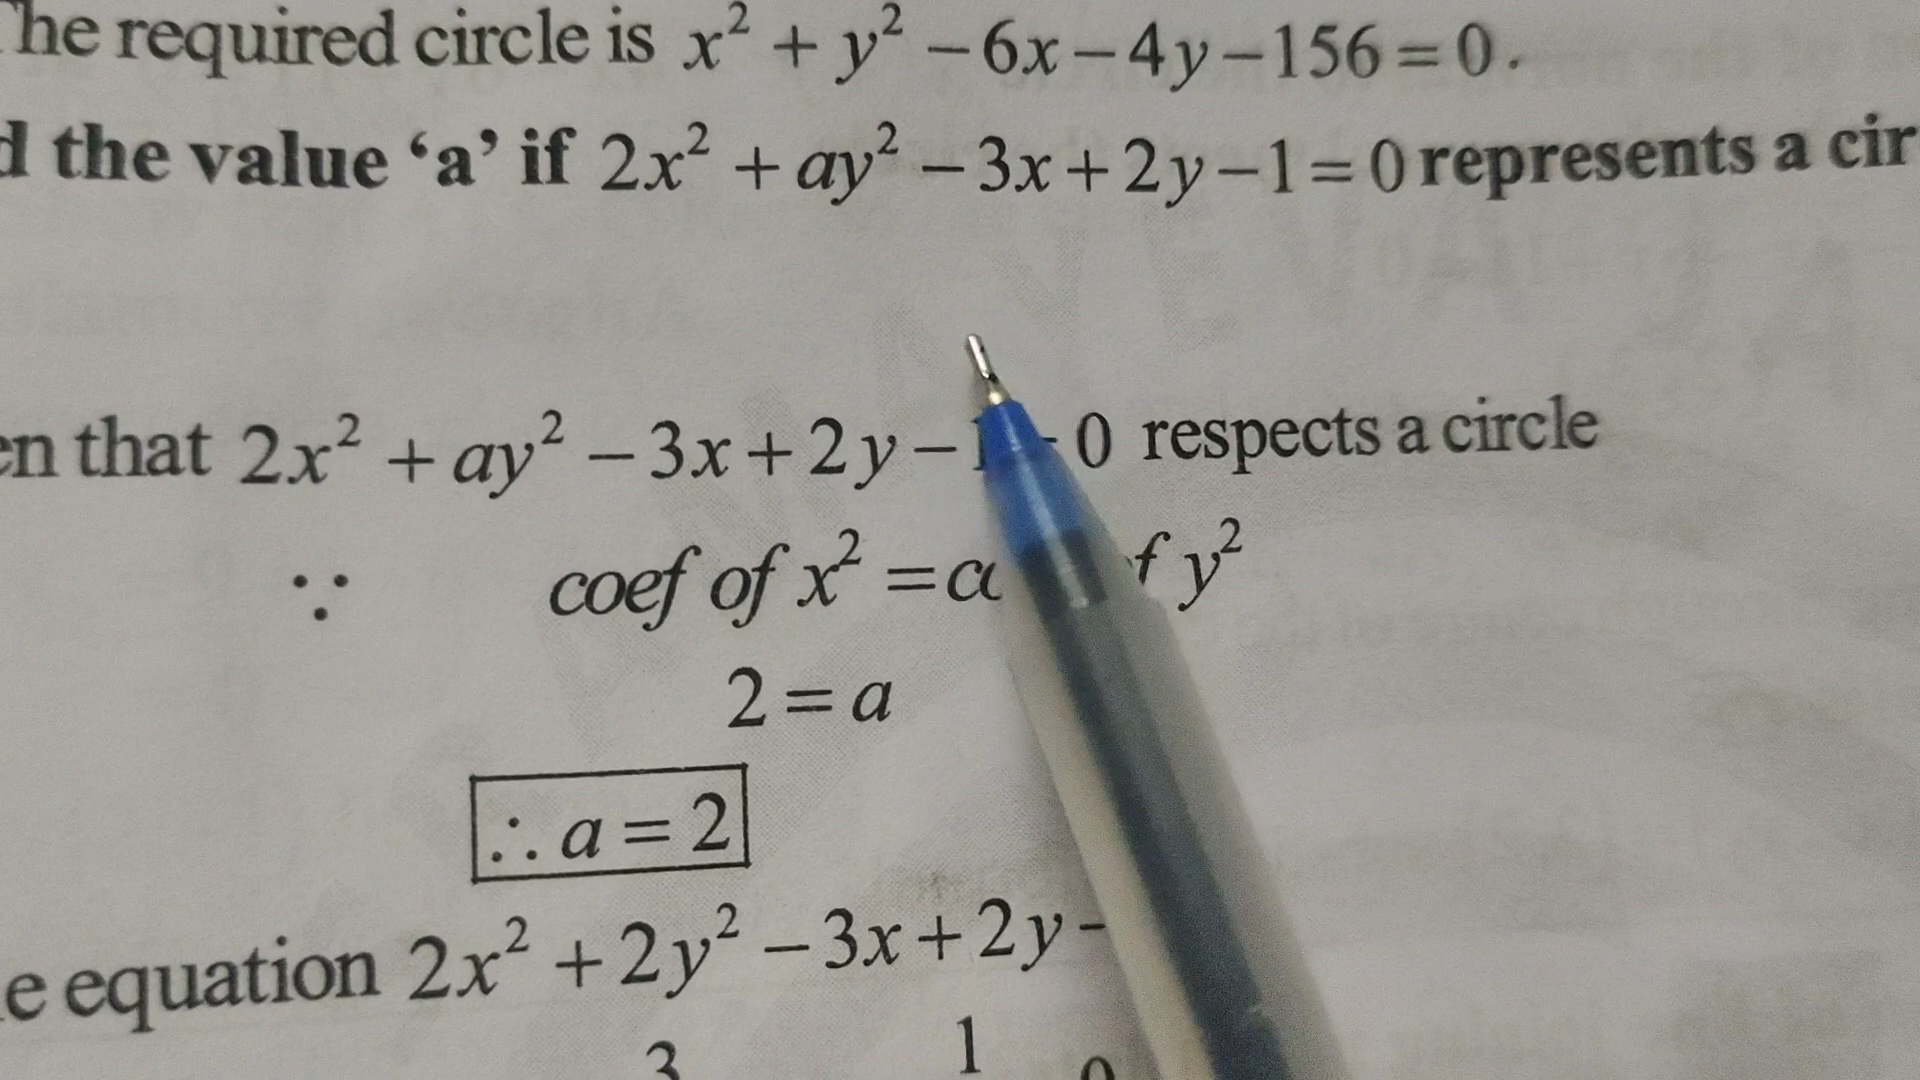 he required circle is x² + y² − 6x − 4y − 156 = 0.
the value ‘a’ if 2x² + ay² − 3x + 2y − 1 = 0 represents a cir
en that 2x² + ay² − 3x + 2y − 0 respects a circle
∵ coef of x² = f y²
2 = a
∴ a = 2
e equation 2x² + 2y² − 3x + 2y −
3 1